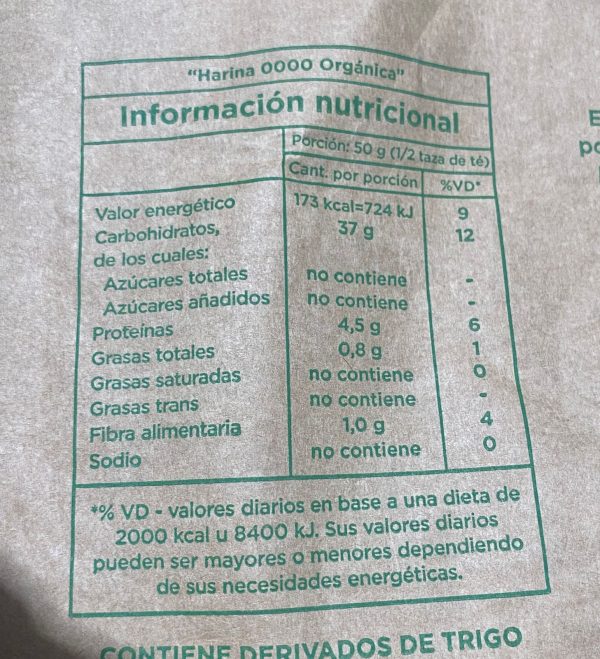 "Harina 0000 Orgánica"
Información nutricional
Porción: 50 g (1/2 taza de té)
Cant. por porción %VD*
Valor energético 173 kcal=724 kJ 9
Carbohidratos, 37 g 12
de los cuales:
Azúcares totales no contiene -
Azúcares añadidos no contiene -
Proteínas 4,5 g 6
Grasas totales 0,8 g 1
Grasas saturadas no contiene 0
Grasas trans no contiene -
Fibra alimentaria 1,0 g 4
Sodio no contiene 0
*% VD - valores diarios en base a una dieta de
2000 kcal u 8400 kJ. Sus valores diarios
pueden ser mayores o menores dependiendo
de sus necesidades energéticas.
CONTIENE DERIVADOS DE TRIGO